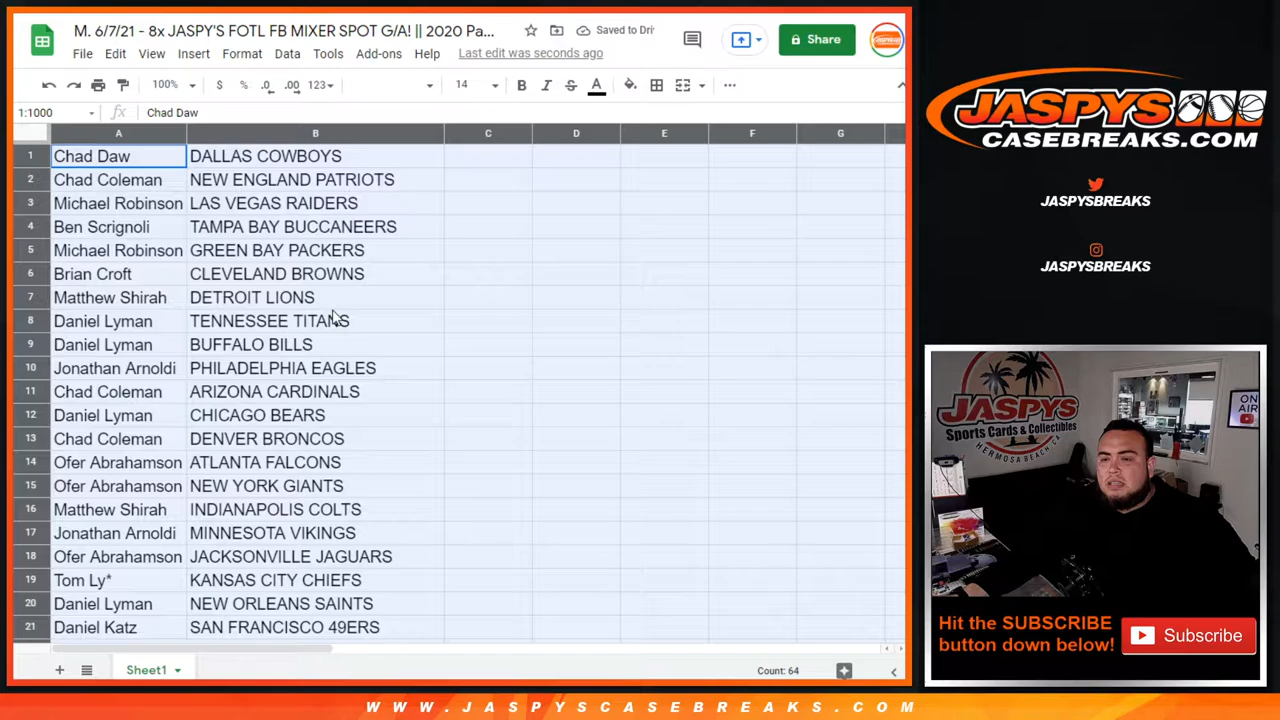 M. 6/7/21 - 8x JASPY'S FOTL FB MIXER SPOT G/A! || 2020 Pa...
Saved to Dri
Share
File Edit View Insert Format Data Tools Add-ons Help Last edit was seconds ago
100% $ % .0 .00 123 14 B I S A
1:1000 fx Chad Daw
A B C D E F G
1 Chad Daw DALLAS COWBOYS
2 Chad Coleman NEW ENGLAND PATRIOTS
3 Michael Robinson LAS VEGAS RAIDERS
4 Ben Scrignoli TAMPA BAY BUCCANEERS
5 Michael Robinson GREEN BAY PACKERS
6 Brian Croft CLEVELAND BROWNS
7 Matthew Shirah DETROIT LIONS
8 Daniel Lyman TENNESSEE TITANS
9 Daniel Lyman BUFFALO BILLS
10 Jonathan Arnoldi PHILADELPHIA EAGLES
11 Chad Coleman ARIZONA CARDINALS
12 Daniel Lyman CHICAGO BEARS
13 Chad Coleman DENVER BRONCOS
14 Ofer Abrahamson ATLANTA FALCONS
15 Ofer Abrahamson NEW YORK GIANTS
16 Matthew Shirah INDIANAPOLIS COLTS
17 Jonathan Arnoldi MINNESOTA VIKINGS
18 Ofer Abrahamson JACKSONVILLE JAGUARS
19 Tom Ly* KANSAS CITY CHIEFS
20 Daniel Lyman NEW ORLEANS SAINTS
21 Daniel Katz SAN FRANCISCO 49ERS
Sheet1 Count: 64
JASPYS
CASEBREAKS.COM
JASPYSBREAKS
JASPYSBREAKS
JASPYS
Sports Cards & Collectibles
HERMOSA BEACH, CA
ON
AIR
Hit the SUBSCRIBE
button down below!
Subscribe
WWW.JASPYSCASEBREAKS.COM